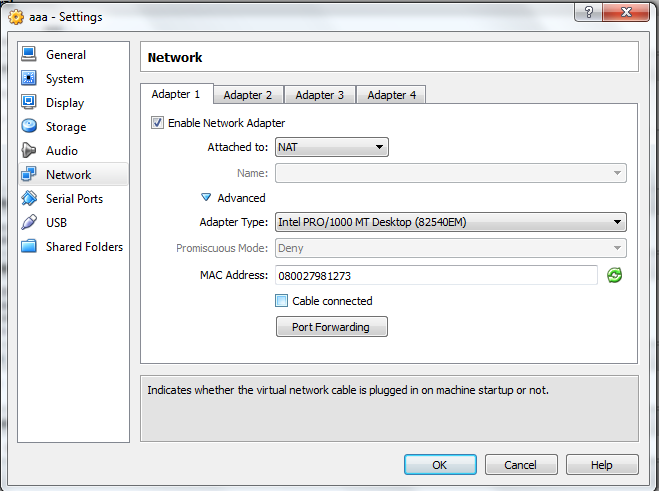 aaa - Settings
?
General
System
Display
Storage
Audio
Network
Serial Ports
USB
Shared Folders
Network
Adapter 1 Adapter 2 Adapter 3 Adapter 4
Enable Network Adapter
Attached to: NAT
Name:
Advanced
Adapter Type: Intel PRO/1000 MT Desktop (82540EM)
Promiscuous Mode: Deny
MAC Address: 080027981273
Cable connected
Port Forwarding
Indicates whether the virtual network cable is plugged in on machine startup or not.
OK Cancel Help